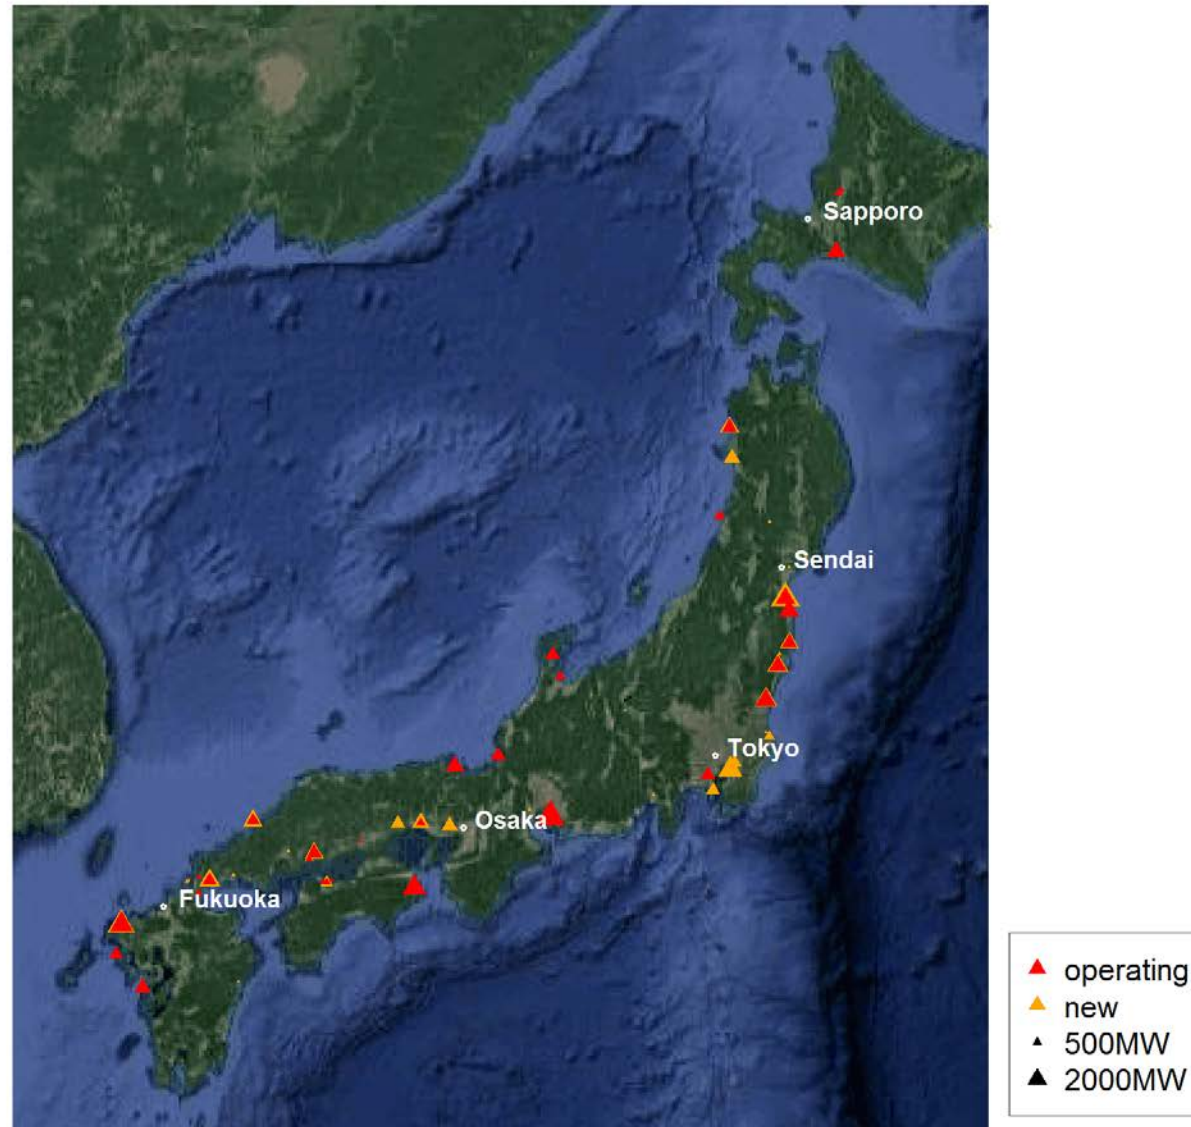 Sapporo
Sendai
Tokyo
Osaka
Fukuoka
operating
new
500MW
2000MW